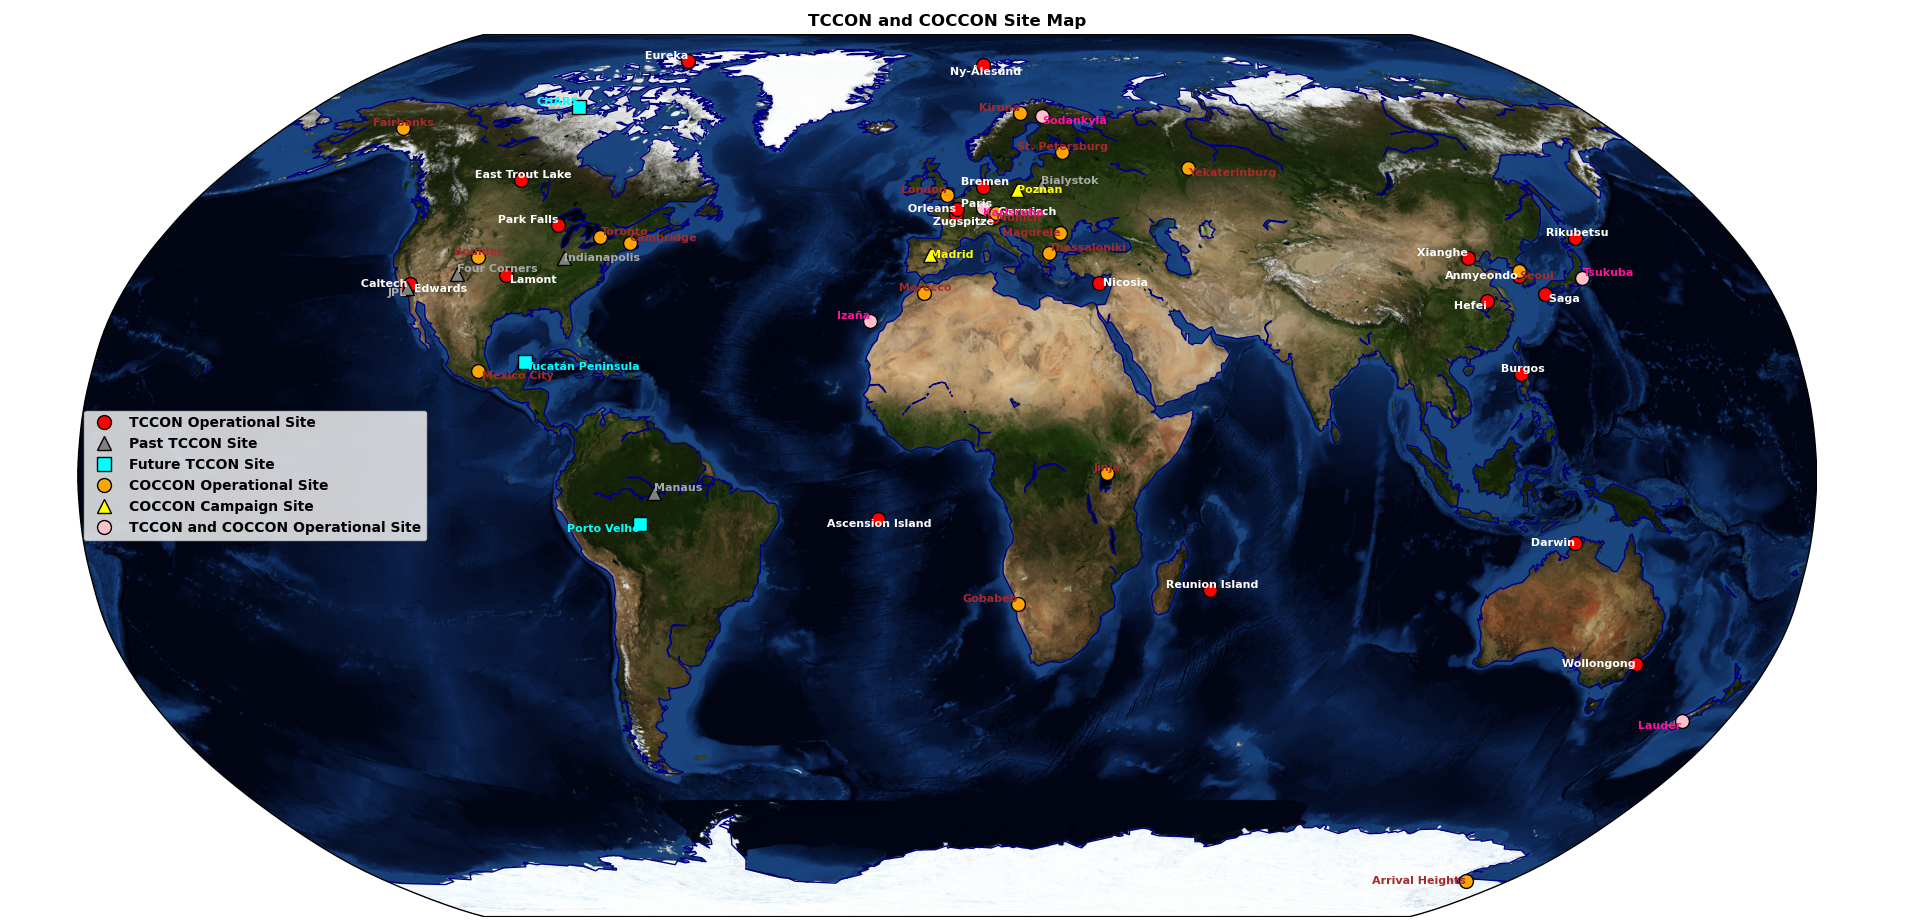 TCCON and COCCON Site Map
Eureka
Ny-Ålesund
Kiruna
Sodankylä
Fairbanks
St. Petersburg
East Trout Lake
Yekaterinburg
Bremen
Bialystok
London
Poznan
Paris
Orleans
Garmisch
Zugspitze
Munich
Park Falls
Toronto
Cambridge
Magurele
Rikubetsu
Thessaloniki
Boulder
Indianapolis
Madrid
Xianghe
Four Corners
Anmyeondo
Seoul
Tsukuba
Lamont
Caltech
Edwards
JPL
Nicosia
Morocco
Saga
Hefei
Izaña
Yucatán Peninsula
Mexico City
Burgos
TCCON Operational Site
Past TCCON Site
Future TCCON Site
COCCON Operational Site
COCCON Campaign Site
TCCON and COCCON Operational Site
Jinja
Manaus
Porto Velho
Ascension Island
Darwin
Reunion Island
Gobabeb
Wollongong
Lauder
Arrival Heights